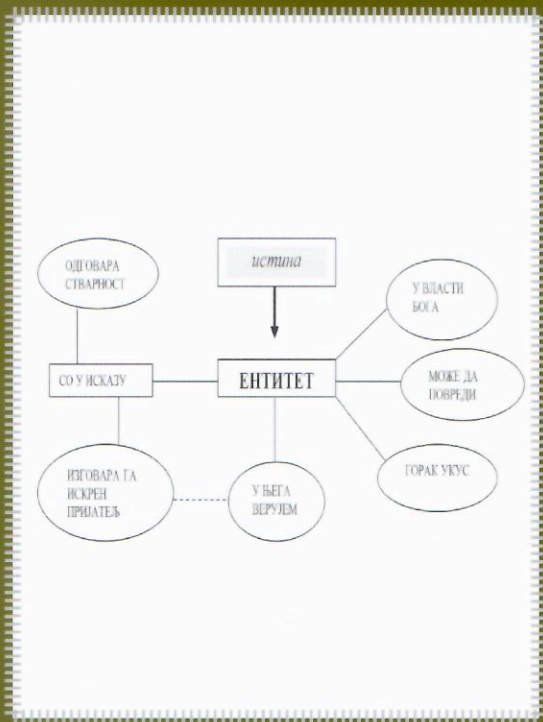 истина
ОДГОВАРА
СТВАРНОСТ
У ВЛАСТИ
БОГА
СО У ИСКАЗУ
ЕНТИТЕТ
МОЖЕ ДА
ПОВРЕДИ
ИЗГОВАРА ГА
ИСКРЕН
ПРИЈАТЕЉ
У ЊЕГА
ВЕРУЈЕМ
ГОРАК УКУС